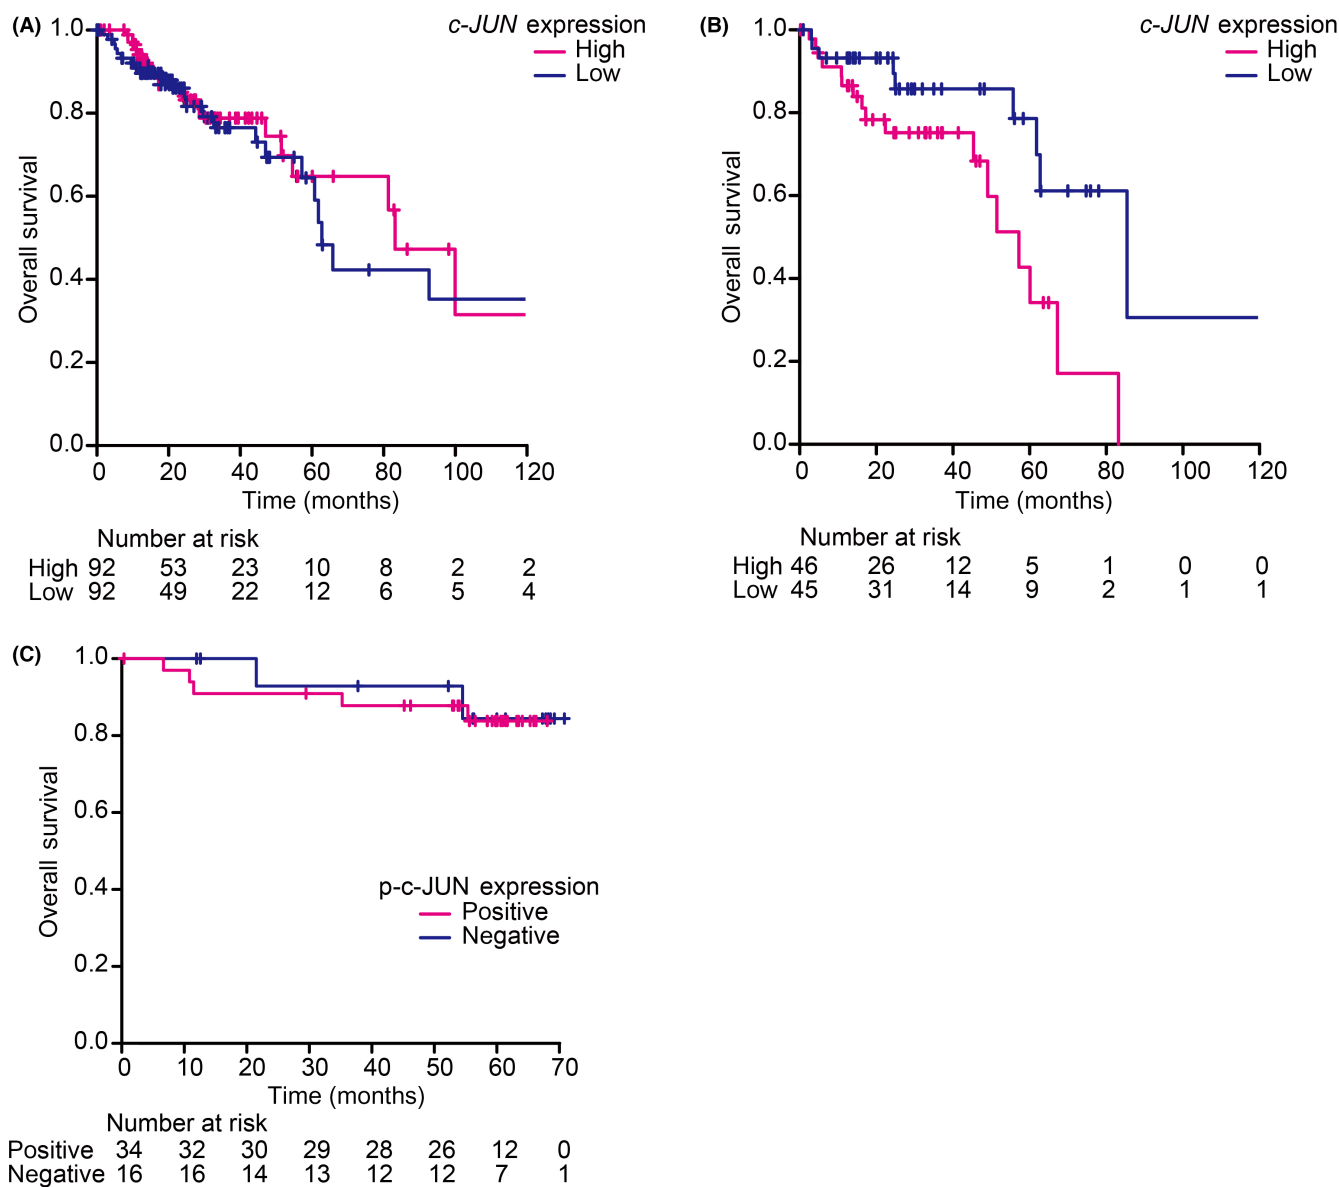 (A)
c-JUN expression
High
Low
1.0
0.8
0.6
0.4
0.2
0.0
Overall survival
0 20 40 60 80 100 120
Time (months)
Number at risk
High 92 53 23 10 8 2 2
Low 92 49 22 12 6 5 4
(B)
c-JUN expression
High
Low
1.0
0.8
0.6
0.4
0.2
0.0
Overall survival
0 20 40 60 80 100 120
Time (months)
Number at risk
High 46 26 12 5 1 0 0
Low 45 31 14 9 2 1 1
(C)
1.0
0.8
0.6
0.4
0.2
0.0
Overall survival
p-c-JUN expression
Positive
Negative
0 10 20 30 40 50 60 70
Time (months)
Number at risk
Positive 34 32 30 29 28 26 12 0
Negative 16 16 14 13 12 12 7 1